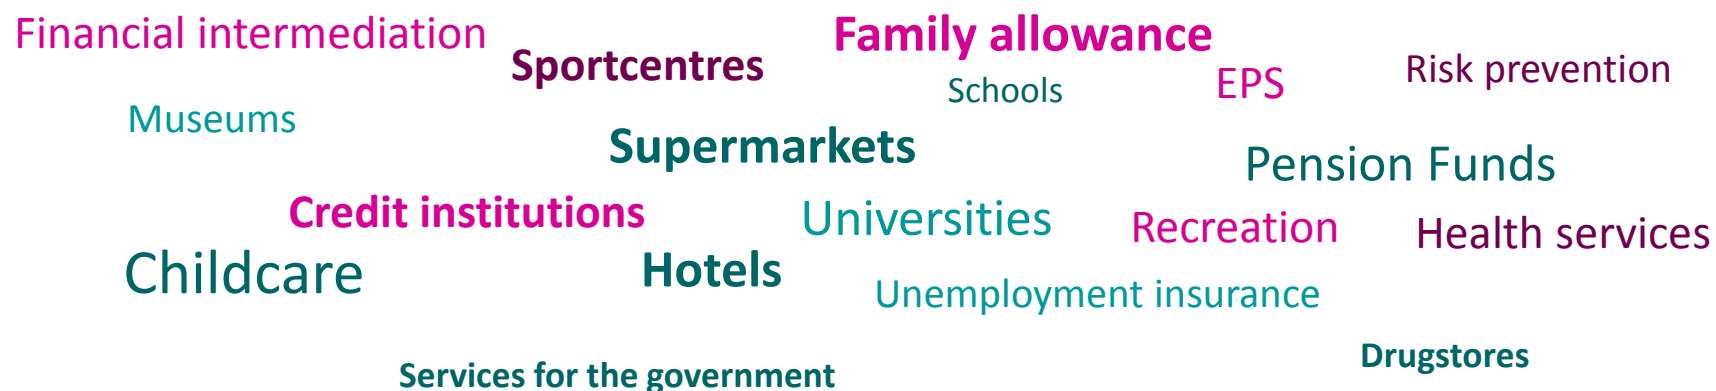 Financial intermediation
Family allowance
Sportcentres
Risk prevention
Schools
EPS
Museums
Supermarkets
Pension Funds
Credit institutions
Universities
Recreation
Health services
Childcare
Hotels
Unemployment insurance
Drugstores
Services for the government